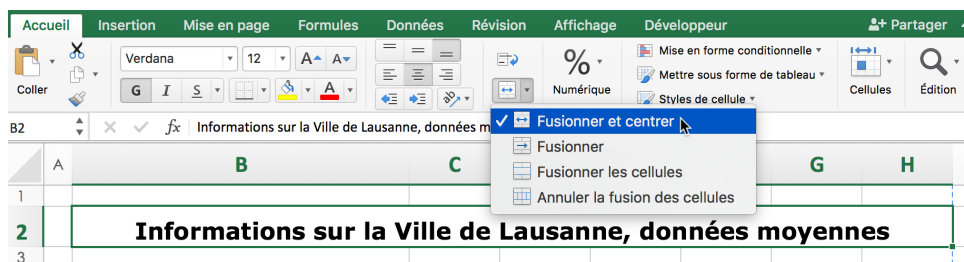 Accueil Insertion Mise en page Formules Données Révision Affichage Développeur Partager
Verdana 12 A A % Mise en forme conditionnelle
Mettre sous forme de tableau
Coller G I S A Numérique Styles de cellule Cellules Édition
B2 fx Informations sur la Ville de Lausanne, données m
Fusionner et centrer
Fusionner
Fusionner les cellules
Annuler la fusion des cellules
A B C G H
1
2 Informations sur la Ville de Lausanne, données moyennes
3